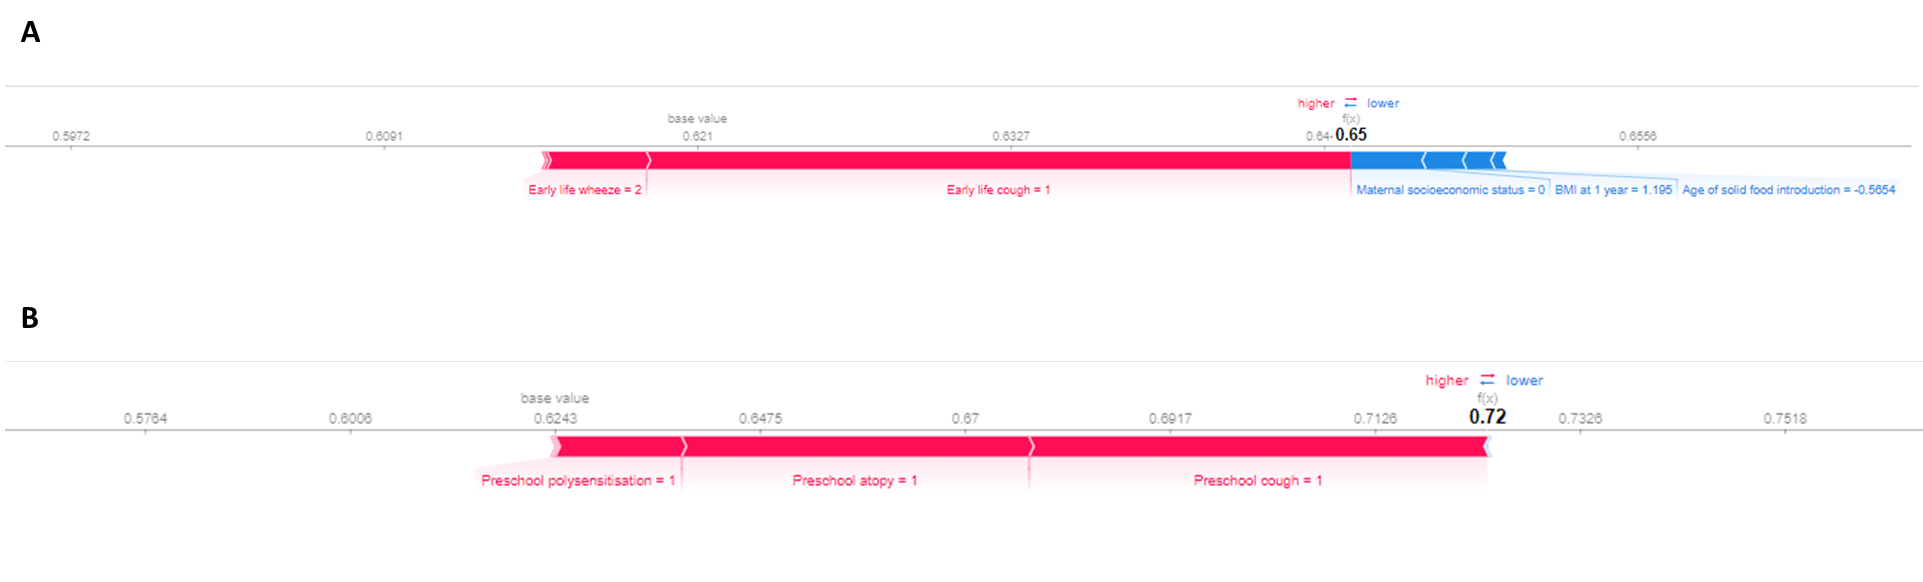 A
higher lower
base value f(x)
0.5972 0.6091 0.621 0.6327 0.64 0.65 0.6556
Early life wheeze = 2 Early life cough = 1 Maternal socioeconomic status = 0 BMI at 1 year = 1.195 Age of solid food introduction = -0.5654
B
higher lower
base value f(x)
0.5764 0.6006 0.6243 0.6475 0.67 0.6917 0.7126 0.72 0.7326 0.7518
Preschool polysensitisation = 1 Preschool atopy = 1 Preschool cough = 1